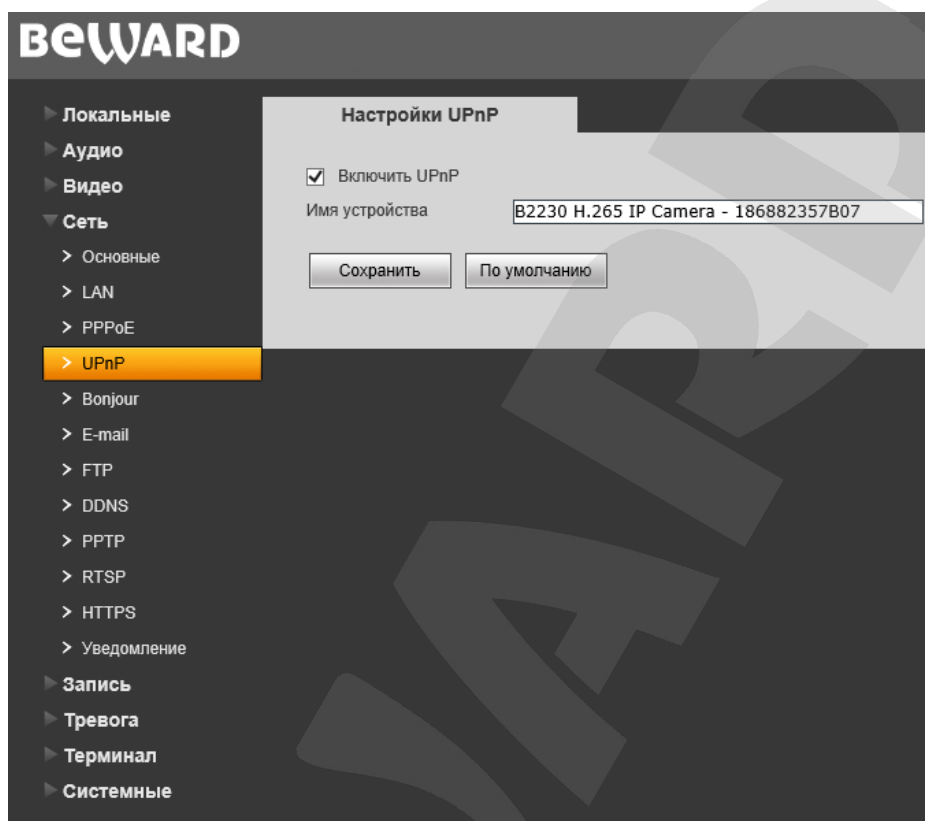 BEWARD
Локальные
Аудио
Видео
Сеть
Основные
LAN
PPPoE
UPnP
Bonjour
E-mail
FTP
DDNS
PPTP
RTSP
HTTPS
Уведомление
Запись
Тревога
Терминал
Системные
Настройки UPnP
Включить UPnP
Имя устройства B2230 H.265 IP Camera - 186882357B07
Сохранить По умолчанию